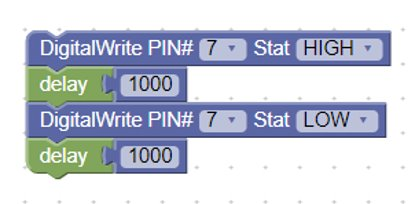 DigitalWrite PIN# 7 Stat HIGH
delay 1000
DigitalWrite PIN# 7 Stat LOW
delay 1000